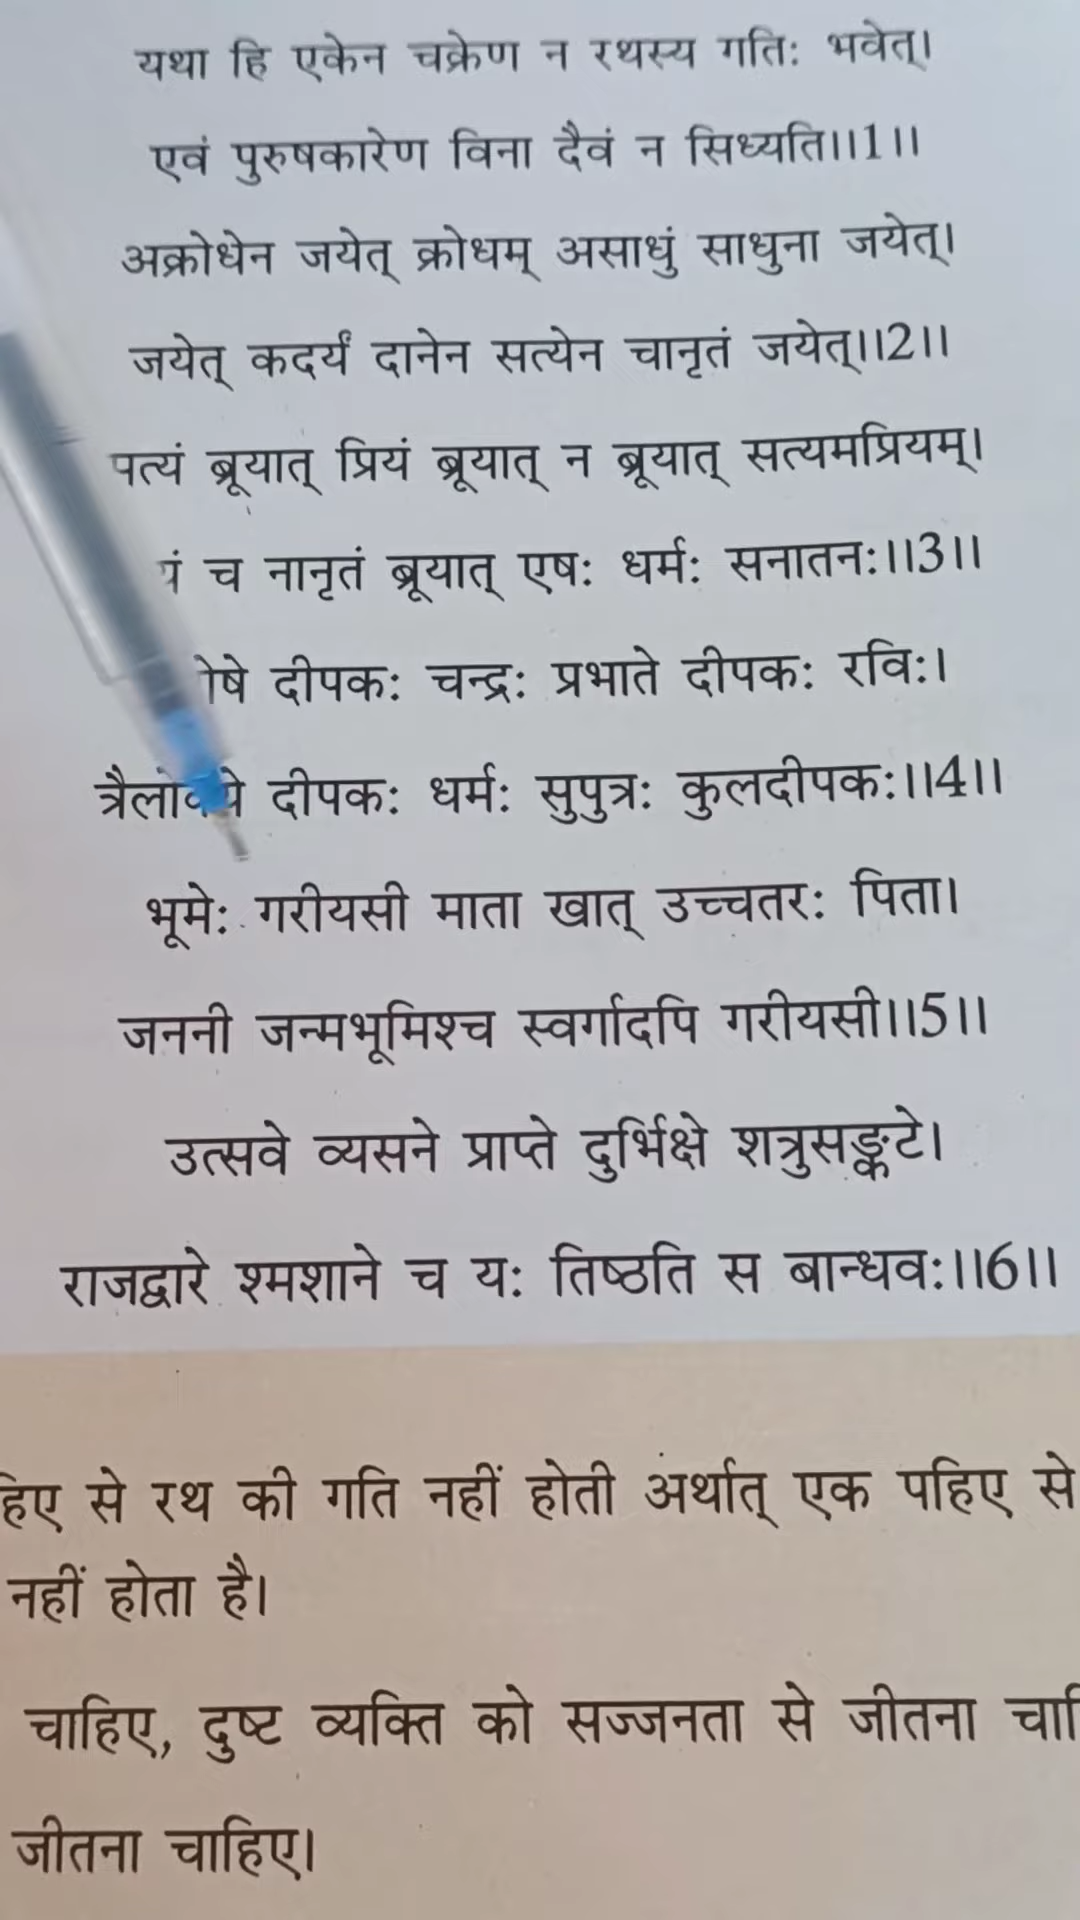 यथा हि एकेन चक्रेण न रथस्य गतिः भवेत्।
एवं पुरुषकारेण विना दैवं न सिध्यति।।1।।
अक्रोधेन जयेत् क्रोधम् असाधुं साधुना जयेत्।
जयेत् कदर्यं दानेन सत्येन चानृतं जयेत्।।2।।
ब्रूयात् प्रियं ब्रूयात् न ब्रूयात् सत्यमप्रियम्।
च नानृतं ब्रूयात् एषः धर्मः सनातनः।।3।।
दीपकः चन्द्रः प्रभाते दीपकः रविः।
दीपकः धर्मः सुपुत्रः कुलदीपकः।।4।।
भूमेः गरीयसी माता खात् उच्चतरः पिता।
जननी जन्मभूमिश्च स्वर्गादपि गरीयसी।।5।।
उत्सवे व्यसने प्राप्ते दुर्भिक्षे शत्रुसङ्कटे।
राजद्वारे श्मशाने च यः तिष्ठति स बान्धवः।।6।।
से रथ की गति नहीं होती अर्थात् एक पहिए से
नहीं होता है।
चाहिए, दुष्ट व्यक्ति को सज्जनता से जीतना
जीतना चाहिए।